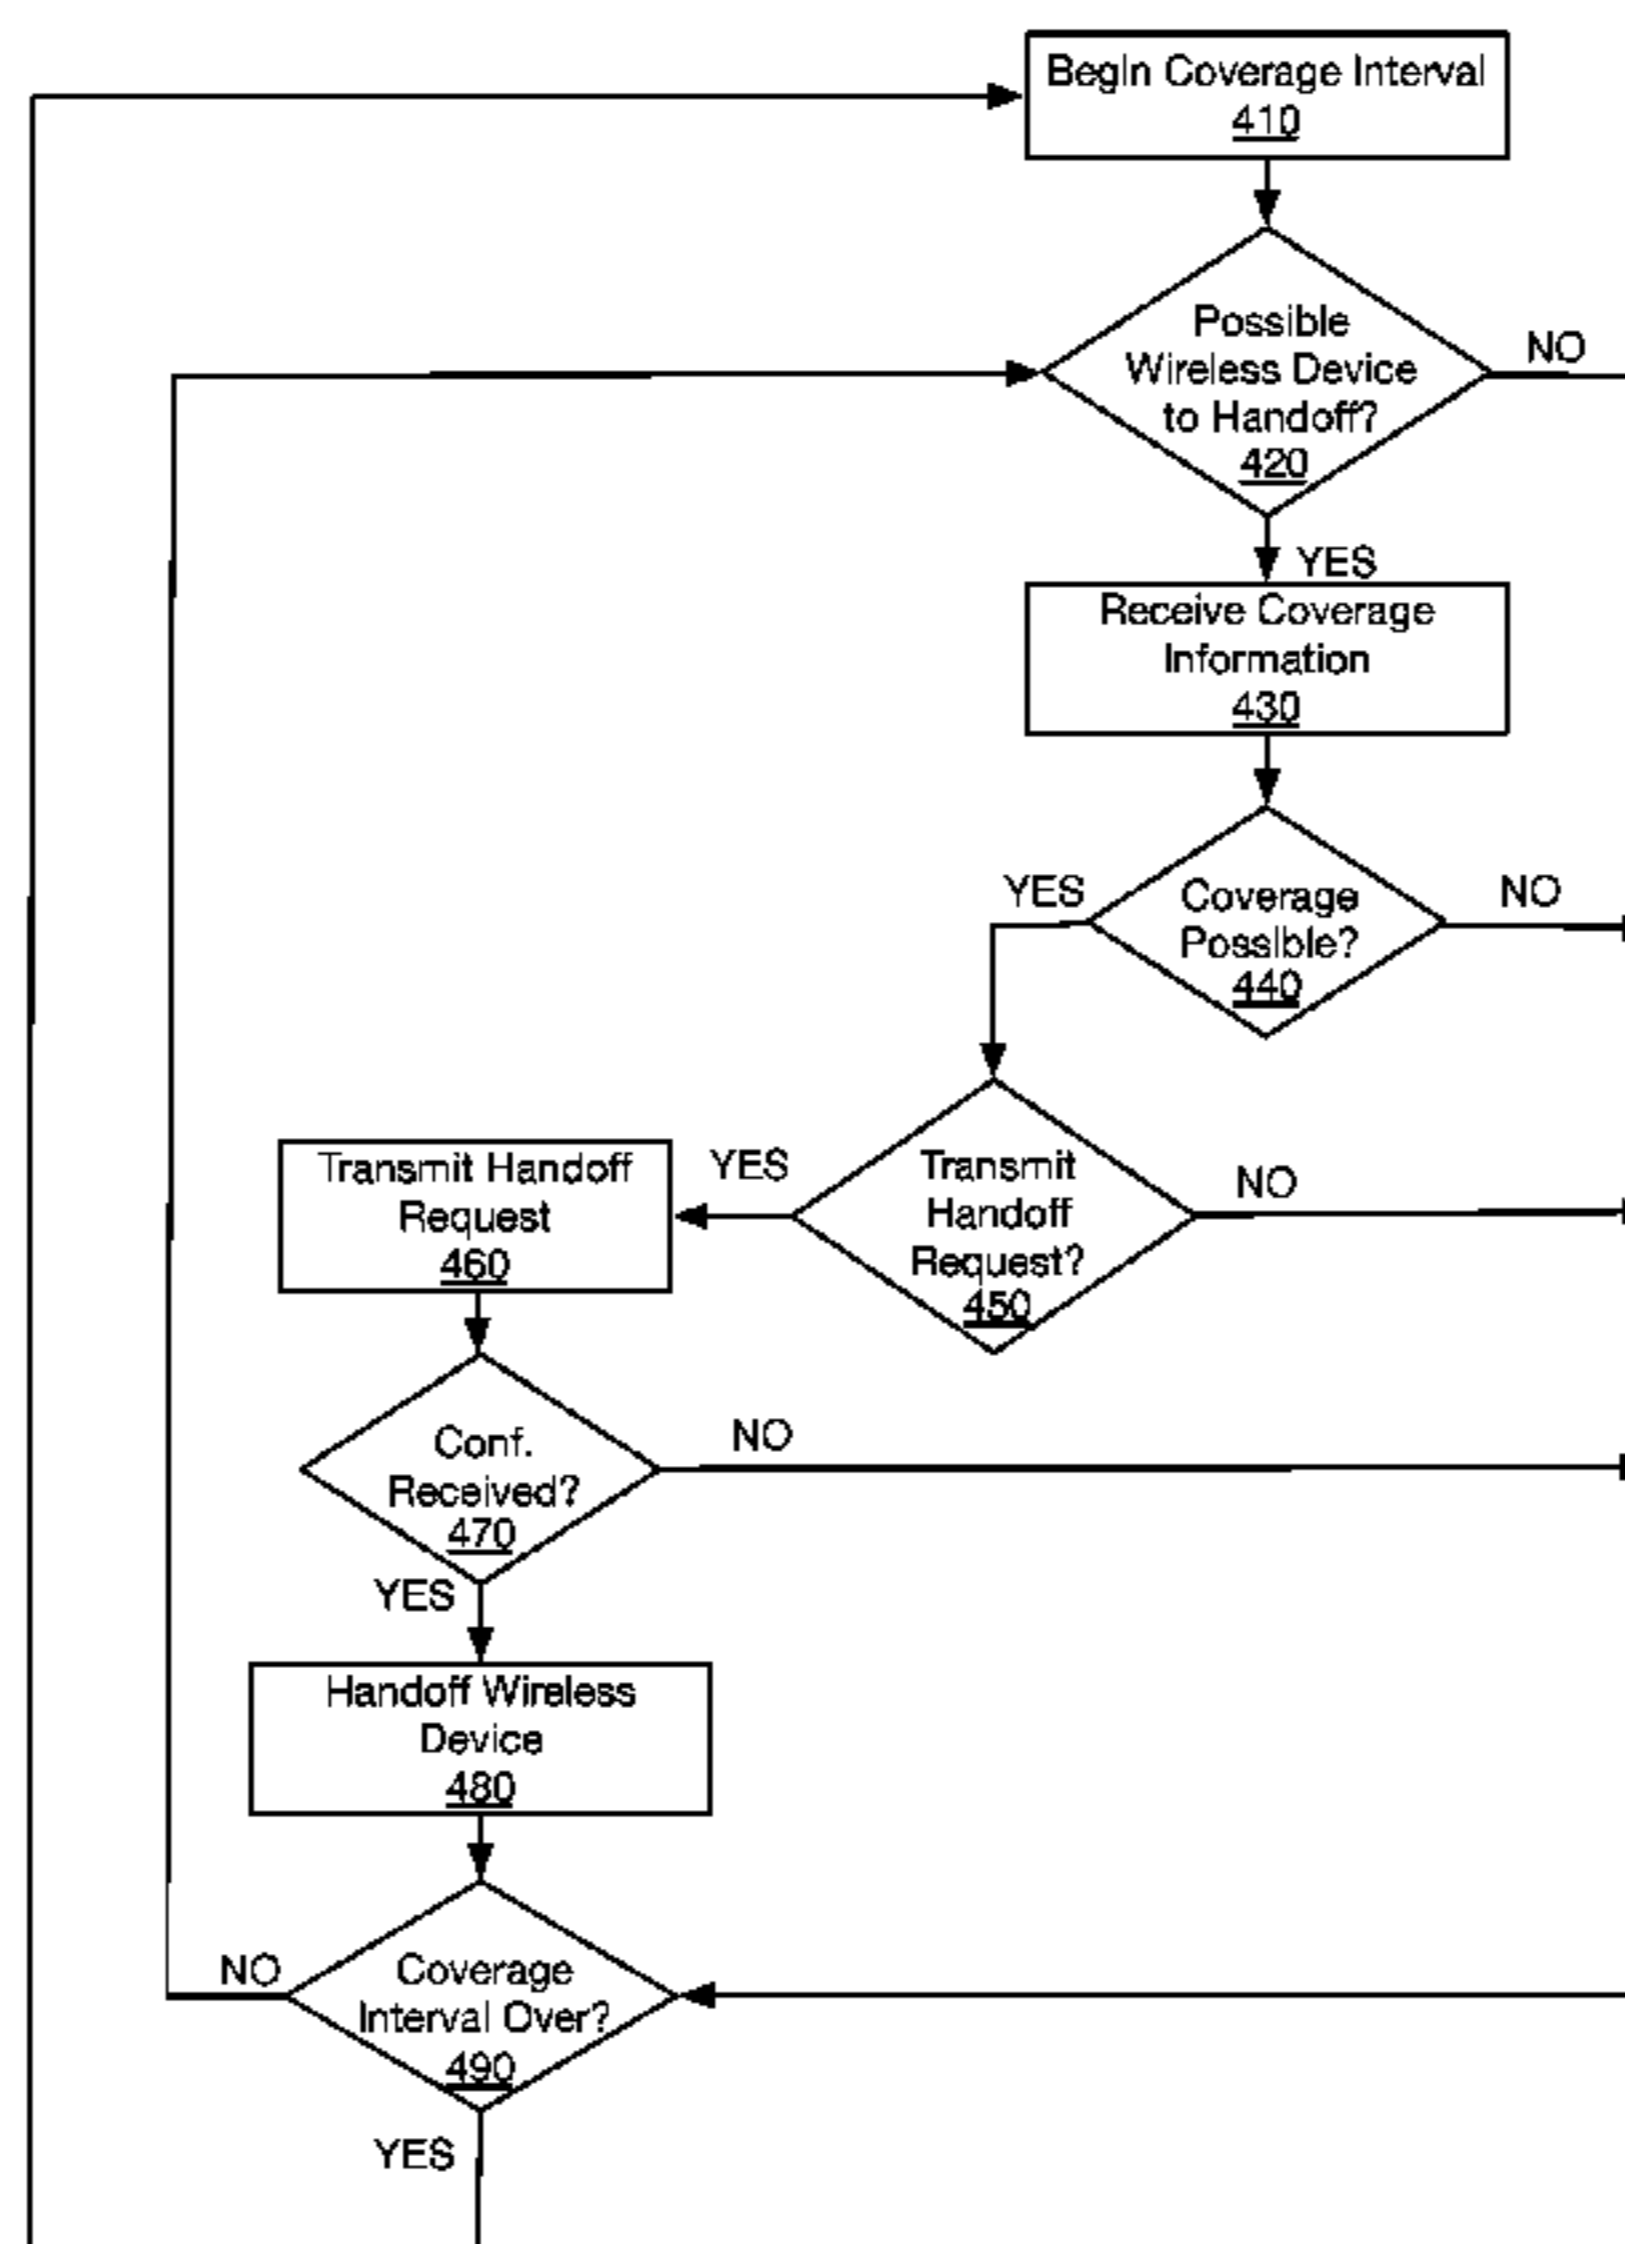 Begin Coverage Interval
410
Possible
Wireless Device
to Handoff?
420
NO
YES
Receive Coverage
Information
430
YES
Coverage
Possible?
440
NO
Transmit Handoff
Request
460
YES
Transmit
Handoff
Request?
450
NO
Conf.
Received?
470
NO
YES
Handoff Wireless
Device
480
NO
Coverage
Interval Over?
490
YES